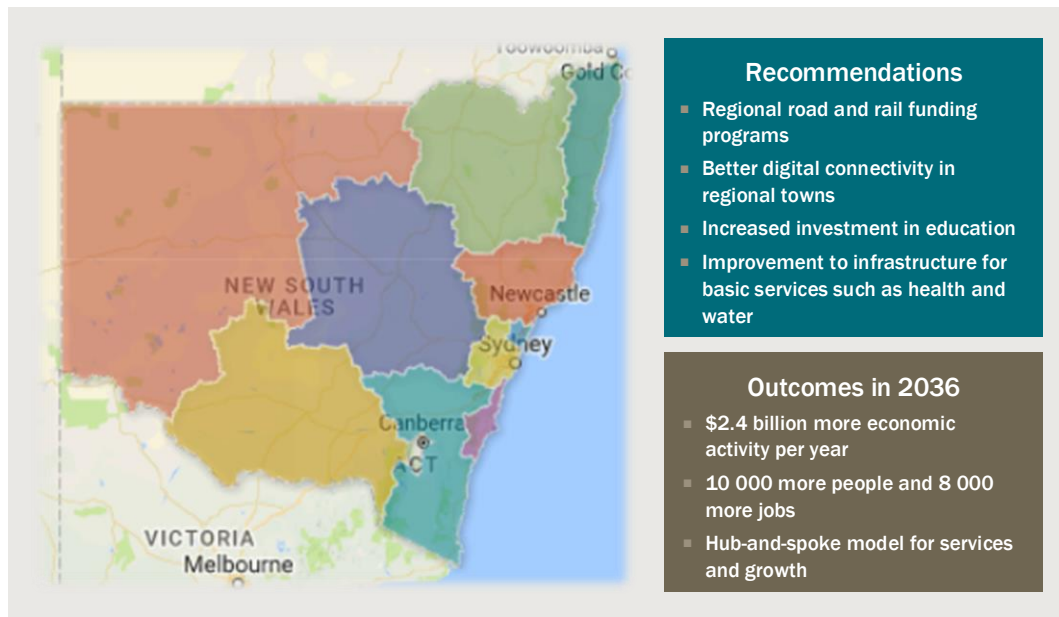 Toowoomba
Gold Co
NEW SOUTH
WALES
Newcastle
Sydney
Canberra
ACT
VICTORIA
Melbourne
Recommendations
Regional road and rail funding
programs
Better digital connectivity in
regional towns
Increased investment in education
Improvement to infrastructure for
basic services such as health and
water
Outcomes in 2036
$2.4 billion more economic
activity per year
10 000 more people and 8 000
more jobs
Hub-and-spoke model for services
and growth